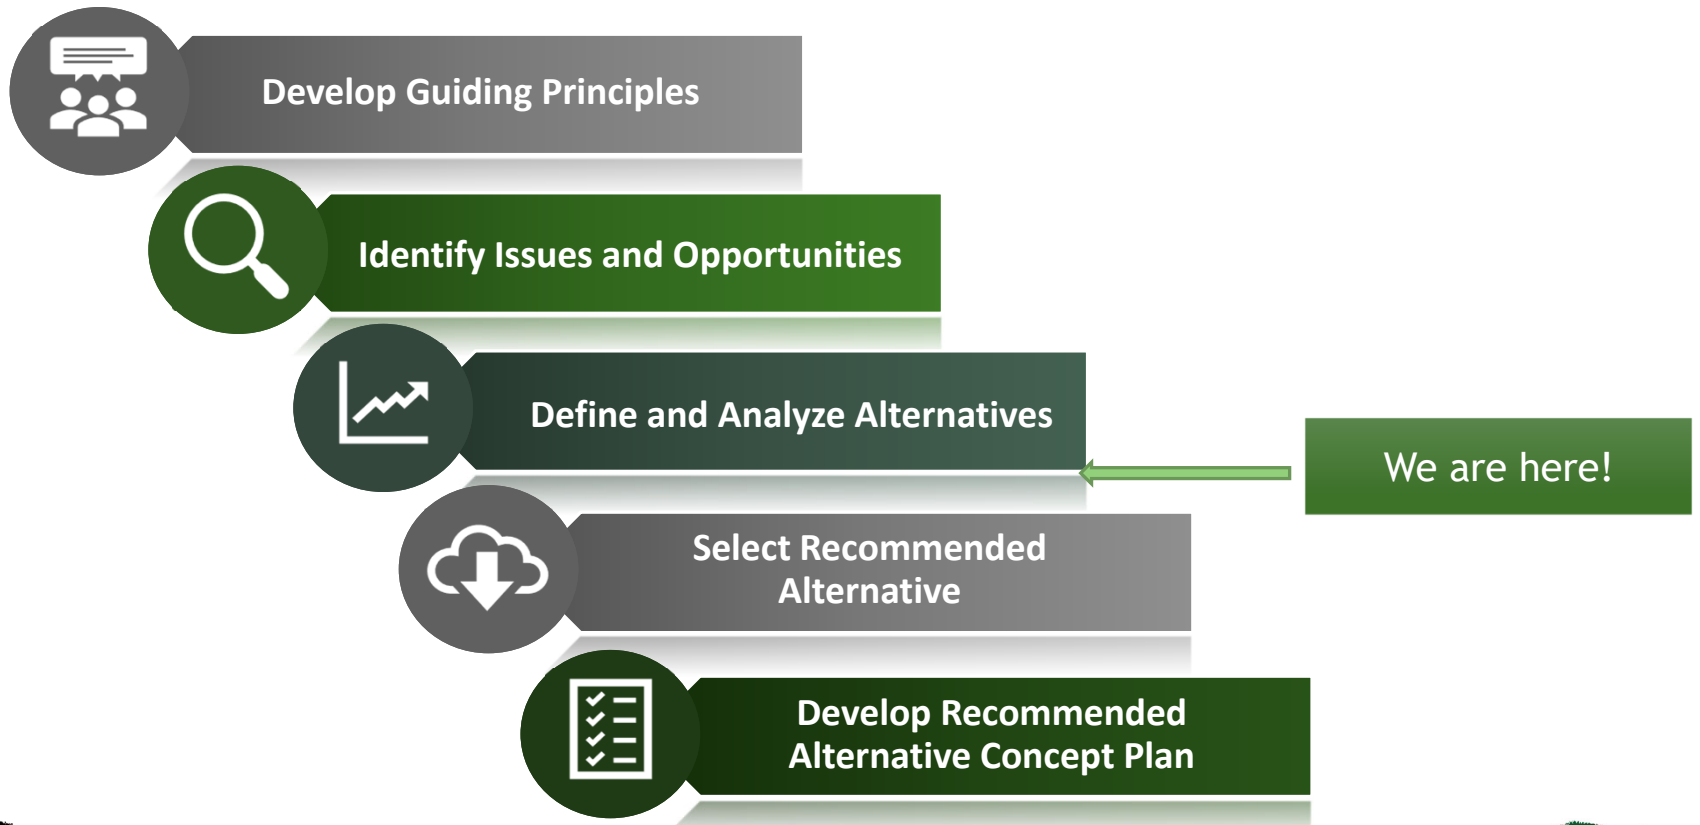 Develop Guiding Principles
Identify Issues and Opportunities
Define and Analyze Alternatives
We are here!
Select Recommended
Alternative
Develop Recommended
Alternative Concept Plan